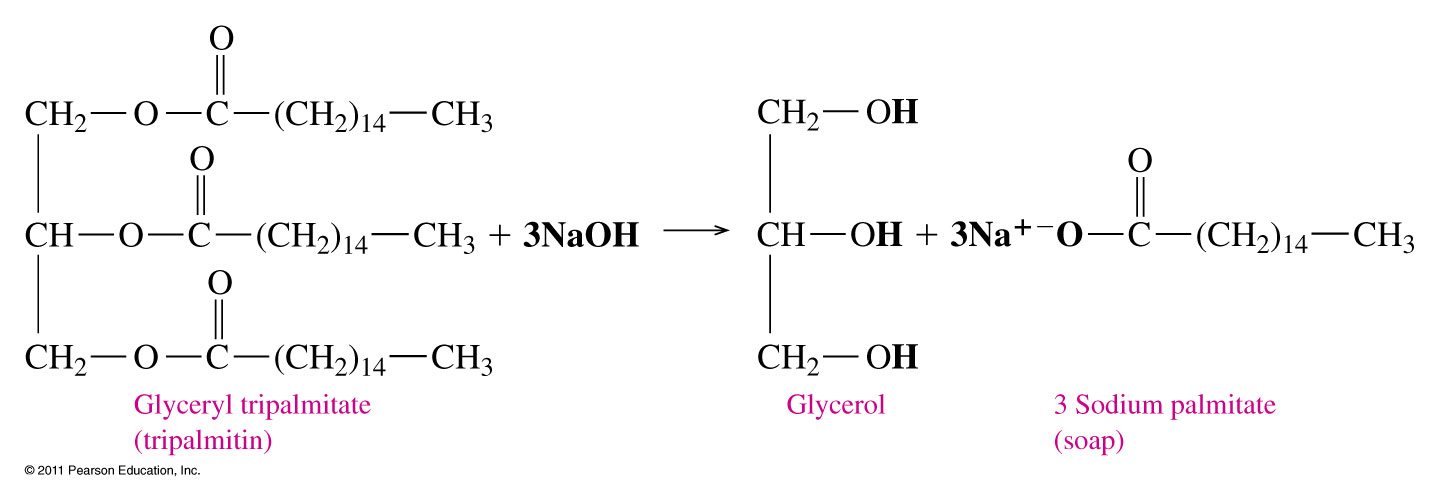 O
CH2—O—C—(CH2)14—CH3 CH2—OH
O O
CH—O—C—(CH2)14—CH3 + 3NaOH → CH—OH + 3Na+ −O—C—(CH2)14—CH3
O
CH2—O—C—(CH2)14—CH3 CH2—OH
Glyceryl tripalmitate Glycerol 3 Sodium palmitate
(tripalmitin) (soap)
© 2011 Pearson Education, Inc.